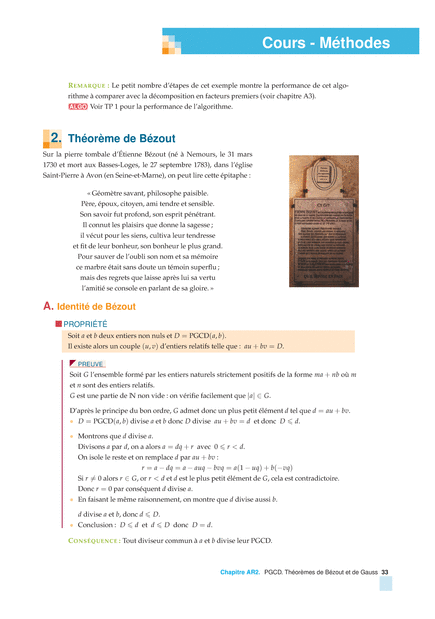 Cours - Méthodes
REMARQUE : Le petit nombre d'étapes de cet exemple montre la performance de cet algo-
rithme à comparer avec la décomposition en facteurs premiers (voir chapitre A3).
ALGO Voir TP 1 pour la performance de l'algorithme.
2. Théorème de Bézout
Sur la pierre tombale d'Étienne Bézout (né à Nemours, le 31 mars
1730 et mort aux Basses-Loges, le 27 septembre 1783), dans l'église
Saint-Pierre à Avon (en Seine-et-Marne), on peut lire cette épitaphe :
« Géomètre savant, philosophe paisible.
Père, époux, citoyen, ami tendre et sensible.
Son savoir fut profond, son esprit pénétrant.
Il connut les plaisirs que donne la sagesse ;
il vécut pour les siens, cultiva leur tendresse
et fit de leur bonheur, son bonheur le plus grand.
Pour sauver de l'oubli son nom et sa mémoire
ce marbre était sans doute un témoin superflu ;
mais des regrets que laisse après lui sa vertu
l'amitié se console en parlant de sa gloire. »
A. Identité de Bézout
PROPRIÉTÉ
Soit a et b deux entiers non nuls et D = PGCD(a, b).
Il existe alors un couple (u, v) d'entiers relatifs telle que : au + bv = D.
PREUVE
Soit G l'ensemble formé par les entiers naturels strictement positifs de la forme ma + nb où m
et n sont des entiers relatifs.
G est une partie de ℕ non vide : on vérifie facilement que |a| ∈ G.
D'après le principe du bon ordre, G admet donc un plus petit élément d tel que d = au + bv.
• D = PGCD(a, b) divise a et b donc D divise au + bv = d et donc D ⩽ d.
• Montrons que d divise a.
Divisons a par d, on a alors a = dq + r avec 0 ⩽ r < d.
On isole le reste et on remplace d par au + bv :
r = a − dq = a − auq − bvq = a(1 − uq) + b(−vq)
Si r ≠ 0 alors r ∈ G, or r < d et d est le plus petit élément de G, cela est contradictoire.
Donc r = 0 par conséquent d divise a.
• En faisant le même raisonnement, on montre que d divise aussi b.
d divise a et b, donc d ⩽ D.
• Conclusion : D ⩽ d et d ⩽ D donc D = d.
CONSÉQUENCE : Tout diviseur commun à a et b divise leur PGCD.
Chapitre AR2. PGCD. Théorèmes de Bézout et de Gauss 33